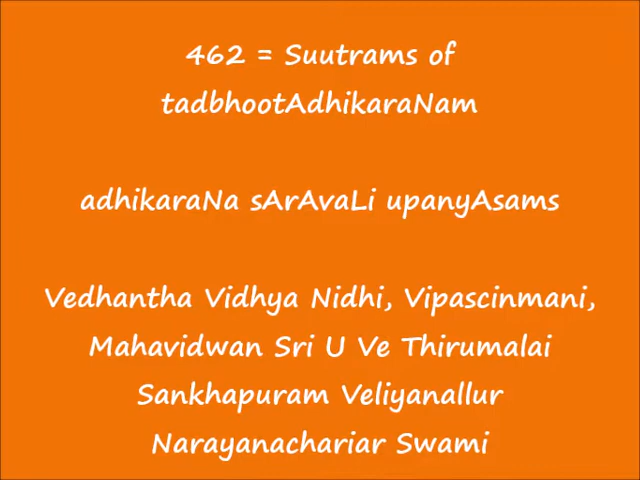 462 = Suutrams of
tadbhootAdhikaraNam
adhikaraNa sArAvaLi upanyAsams
Vedhantha Vidhya Nidhi, Vipascinmani,
Mahavidwan Sri U Ve Thirumalai
Sankhapuram Veliyanallur
Narayanachariar Swami